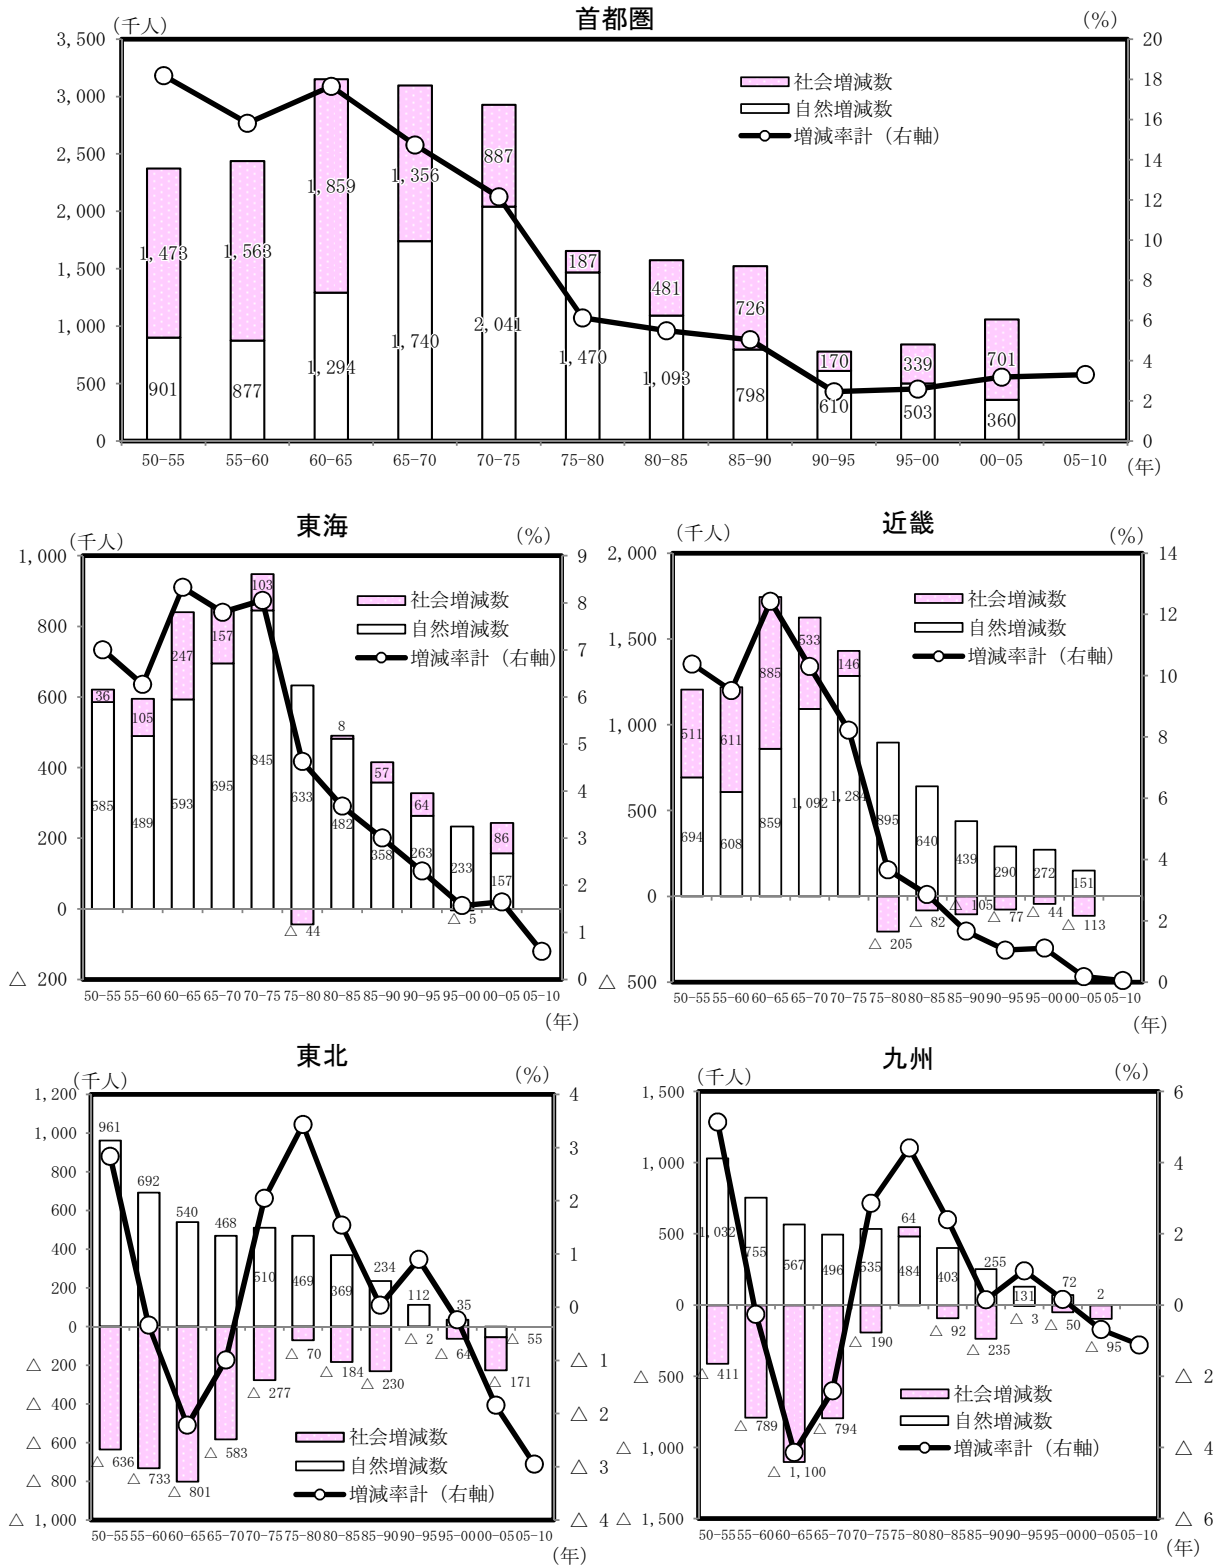 首都圏
(千人) (%)
3,500 20
社会増減数
自然増減数
増減率計（右軸）
3,000 18
16
2,500 14
2,000 12
10
1,500 8
1,000 6
4
500 2
0 0
1,473 1,563 1,859 1,356 887 187 481 726 170 339 701
901 877 1,294 1,740 2,041 1,470 1,093 798 610 503 360
50-55 55-60 60-65 65-70 70-75 75-80 80-85 85-90 90-95 95-00 00-05 05-10
(年)
東海
(千人) (%)
社会増減数
自然増減数
増減率計（右軸）
1,000 800 600 400 200 0 △ 200
9 8 7 6 5 4 3 2 1 0
36 105 247 157 103 △ 44 8 57 64 △ 5 86
585 489 593 695 845 633 482 358 263 233 157
50-55 55-60 60-65 65-70 70-75 75-80 80-85 85-90 90-95 95-00 00-05 05-10
(年)
近畿
(千人) (%)
社会増減数
自然増減数
増減率計（右軸）
2,000 1,500 1,000 500 0 △ 500
14 12 10 8 6 4 2 0
511 611 885 533 146 △ 205 △ 82 △ 105 △ 77 △ 44 △ 113
694 608 859 1,092 1,284 895 640 439 290 272 151
50-55 55-60 60-65 65-70 70-75 75-80 80-85 85-90 90-95 95-00 00-05 05-10
(年)
東北
(千人) (%)
1,200 1,000 800 600 400 200 0 △ 200 △ 400 △ 600 △ 800 △ 1,000
4 3 2 1 0 △ 1 △ 2 △ 3 △ 4
961 692 540 468 510 469 369 234 112 35 △ 55
△ 636 △ 733 △ 801 △ 583 △ 277 △ 70 △ 184 △ 230 △ 2 △ 64 △ 171
社会増減数
自然増減数
増減率計（右軸）
50-55 55-60 60-65 65-70 70-75 75-80 80-85 85-90 90-95 95-00 00-05 05-10
(年)
九州
(千人) (%)
1,500 1,000 500 0 △ 500 △ 1,000 △ 1,500
6 4 2 0 △ 2 △ 4 △ 6
1,032 755 567 496 535 484 403 255 131 72 2
△ 411 △ 789 △ 1,100 △ 794 △ 190 64 △ 92 △ 235 △ 3 △ 50 △ 95
社会増減数
自然増減数
増減率計（右軸）
50-55 55-60 60-65 65-70 70-75 75-80 80-85 85-90 90-95 95-00 00-05 05-10
(年)